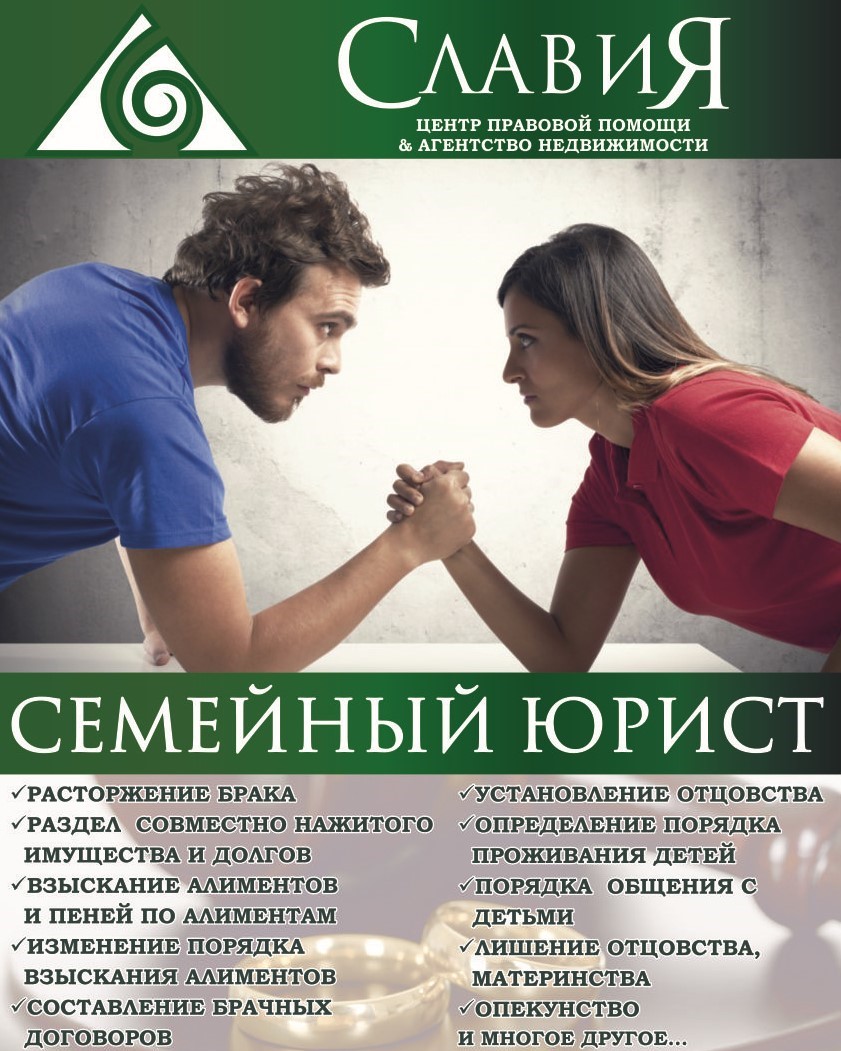 СЛАВИЯ
ЦЕНТР ПРАВОВОЙ ПОМОЩИ
& АГЕНТСТВО НЕДВИЖИМОСТИ
СЕМЕЙНЫЙ ЮРИСТ
✓РАСТОРЖЕНИЕ БРАКА
✓РАЗДЕЛ СОВМЕСТНО НАЖИТОГО
ИМУЩЕСТВА И ДОЛГОВ
✓ВЗЫСКАНИЕ АЛИМЕНТОВ
И ПЕНЕЙ ПО АЛИМЕНТАМ
✓ИЗМЕНЕНИЕ ПОРЯДКА
ВЗЫСКАНИЯ АЛИМЕНТОВ
✓СОСТАВЛЕНИЕ БРАЧНЫХ
ДОГОВОРОВ
✓УСТАНОВЛЕНИЕ ОТЦОВСТВА
✓ОПРЕДЕЛЕНИЕ ПОРЯДКА
ПРОЖИВАНИЯ ДЕТЕЙ
✓ПОРЯДКА ОБЩЕНИЯ С
ДЕТЬМИ
✓ЛИШЕНИЕ ОТЦОВСТВА,
МАТЕРИНСТВА
✓ОПЕКУНСТВО
И МНОГОЕ ДРУГОЕ...